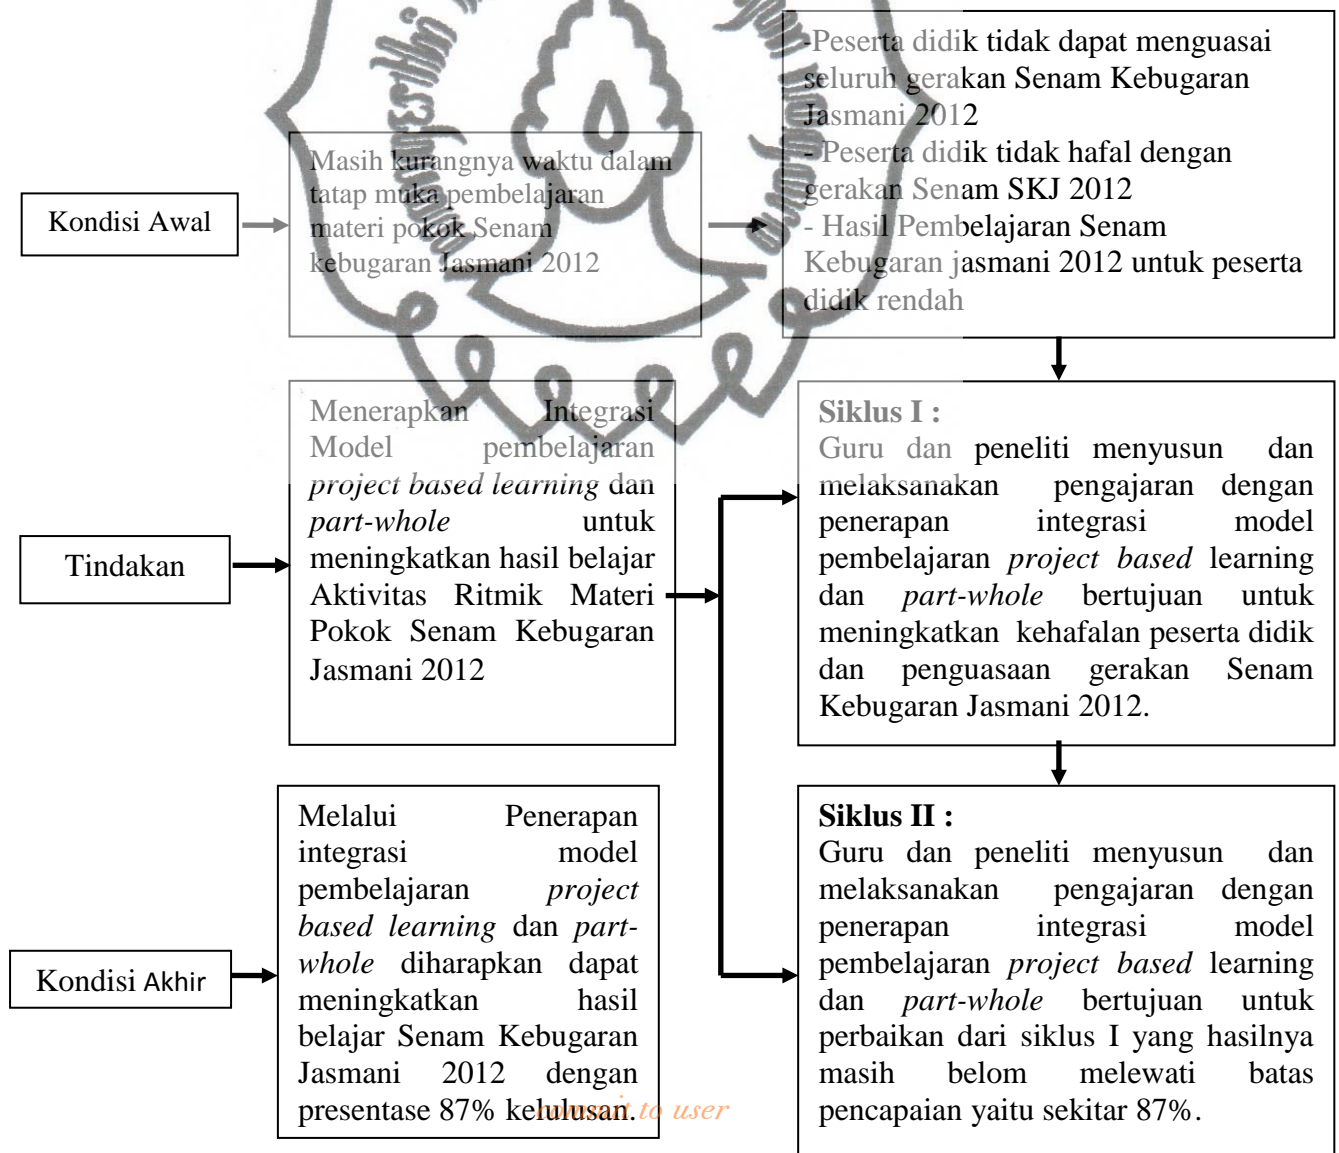 Kondisi Awal
Masih kurangnya waktu dalam
tatap muka pembelajaran
materi pokok Senam
kebugaran Jasmani 2012
-Peserta didik tidak dapat menguasai
seluruh gerakan Senam Kebugaran
Jasmani 2012
- Peserta didik tidak hafal dengan
gerakan Senam SKJ 2012
- Hasil Pembelajaran Senam
Kebugaran jasmani 2012 untuk peserta
didik rendah
Tindakan
Menerapkan Integrasi
Model pembelajaran
project based learning dan
part-whole untuk
meningkatkan hasil belajar
Aktivitas Ritmik Materi
Pokok Senam Kebugaran
Jasmani 2012
Siklus I :
Guru dan peneliti menyusun dan
melaksanakan pengajaran dengan
penerapan integrasi model
pembelajaran project based learning
dan part-whole bertujuan untuk
meningkatkan kehafalan peserta didik
dan penguasaan gerakan Senam
Kebugaran Jasmani 2012.
Kondisi Akhir
Melalui Penerapan
integrasi model
pembelajaran project
based learning dan part-
whole diharapkan dapat
meningkatkan hasil
belajar Senam Kebugaran
Jasmani 2012 dengan
presentase 87% kelulusan.
Siklus II :
Guru dan peneliti menyusun dan
melaksanakan pengajaran dengan
penerapan integrasi model
pembelajaran project based learning
dan part-whole bertujuan untuk
perbaikan dari siklus I yang hasilnya
masih belom melewati batas
pencapaian yaitu sekitar 87%.
commit to user